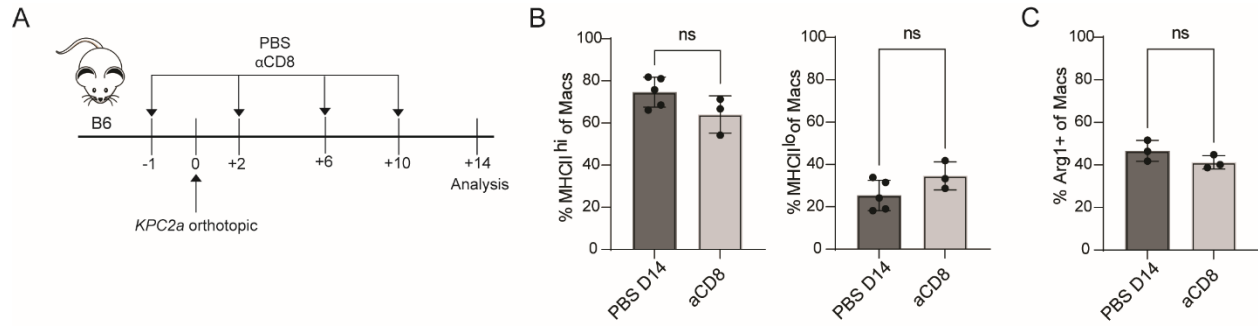 A
PBS
αCD8
B6
-1
0
+2
+6
+10
+14
Analysis
KPC2a orthotopic
B
ns
% MHCII hi of Macs
100
80
60
40
20
0
PBS D14
aCD8
ns
% MHCII lo of Macs
100
80
60
40
20
0
PBS D14
aCD8
C
ns
% Arg1+ of Macs
100
80
60
40
20
0
PBS D14
aCD8